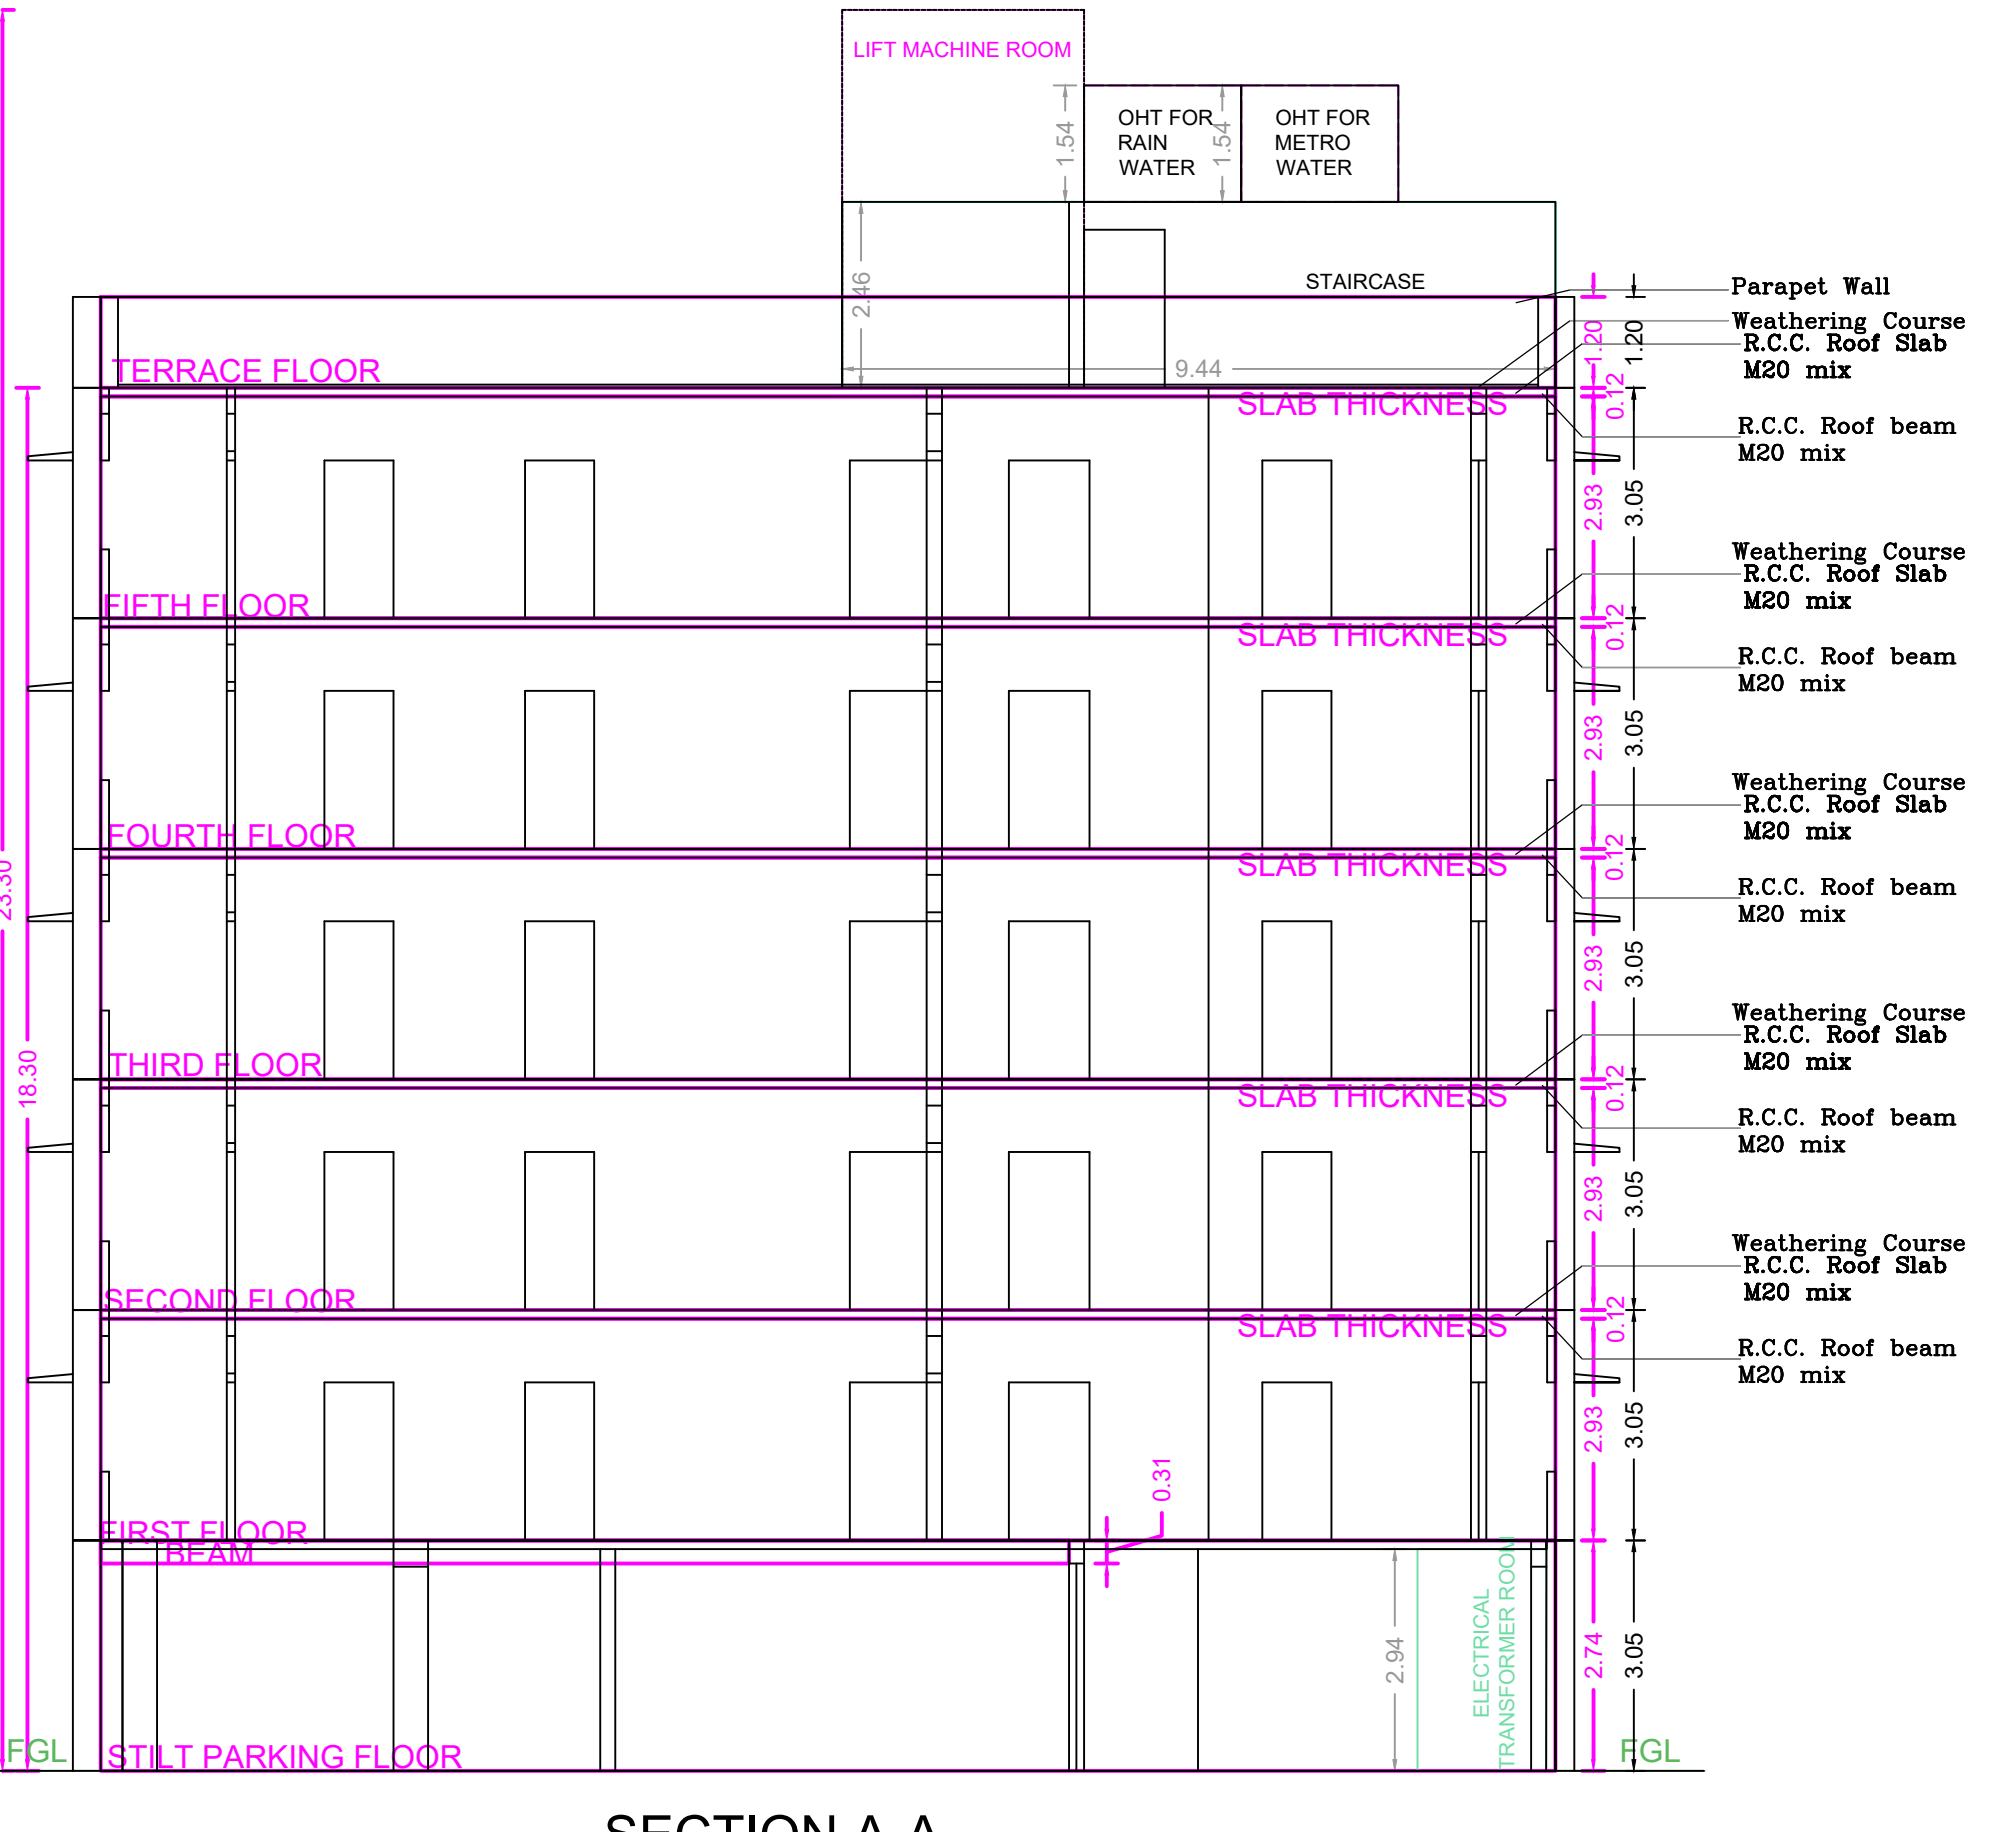 LIFT MACHINE ROOM
OHT FOR
RAIN
WATER
OHT FOR
METRO
WATER
1.54
1.54
2.46
STAIRCASE
9.44
Parapet Wall
Weathering Course
R.C.C. Roof Slab
M20 mix
1.20
1.20
TERRACE FLOOR
SLAB THICKNESS
0.12
R.C.C. Roof beam
M20 mix
2.93
3.05
Weathering Course
R.C.C. Roof Slab
M20 mix
FIFTH FLOOR
SLAB THICKNESS
0.12
R.C.C. Roof beam
M20 mix
2.93
3.05
Weathering Course
R.C.C. Roof Slab
M20 mix
FOURTH FLOOR
SLAB THICKNESS
0.12
23.30
R.C.C. Roof beam
M20 mix
2.93
3.05
Weathering Course
R.C.C. Roof Slab
M20 mix
THIRD FLOOR
18.30
SLAB THICKNESS
0.12
R.C.C. Roof beam
M20 mix
2.93
3.05
Weathering Course
R.C.C. Roof Slab
M20 mix
SECOND FLOOR
SLAB THICKNESS
0.12
R.C.C. Roof beam
M20 mix
2.93
3.05
0.31
FIRST FLOOR
BEAM
2.94
ELECTRICAL
TRANSFORMER ROOM
2.74
3.05
FGL
STILT PARKING FLOOR
FGL
SECTION A-A